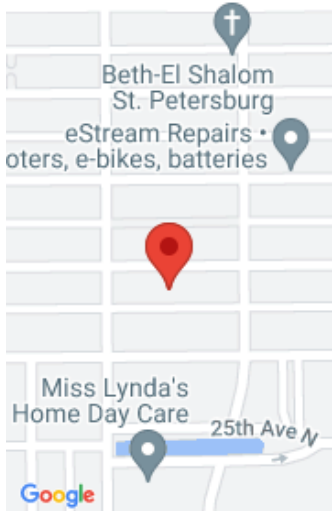 Beth-El Shalom
St. Petersburg
eStream Repairs •
oters, e-bikes, batteries
Miss Lynda's
Home Day Care
25th Ave N
Google